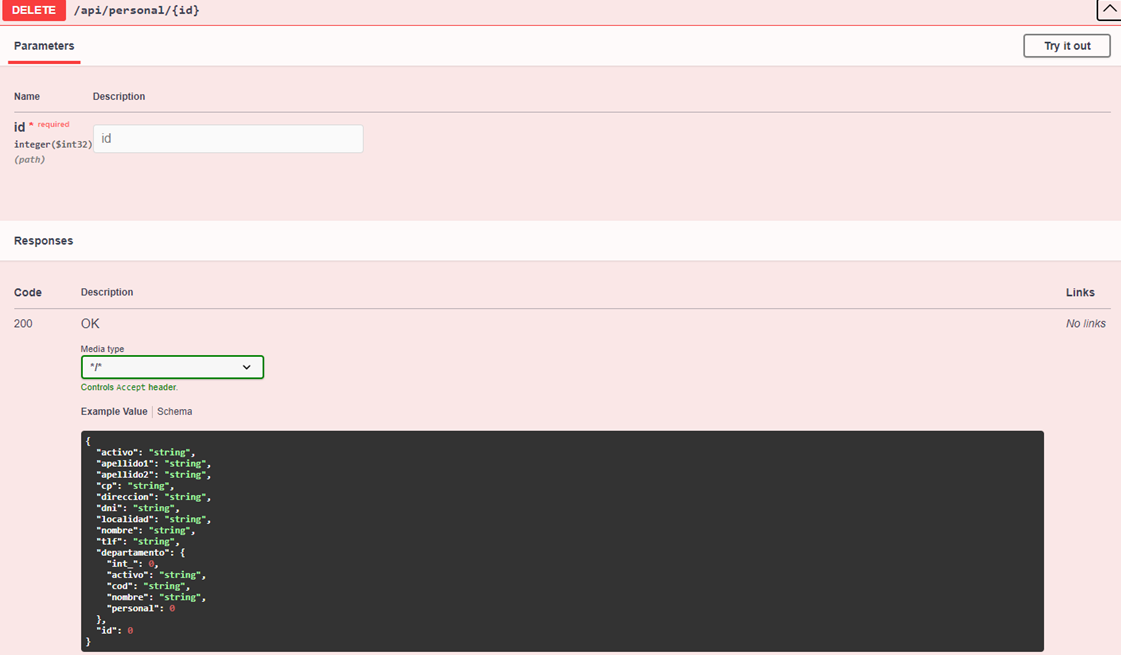 DELETE /api/personal/{id}
Parameters
Try it out
Name Description
id * required
integer($int32)
(path)
id
Responses
Code Description Links
200 OK No links
Media type
*/*
Controls Accept header.
Example Value | Schema
{
  "activo": "string",
  "apellido1": "string",
  "apellido2": "string",
  "cp": "string",
  "direccion": "string",
  "dni": "string",
  "localidad": "string",
  "nombre": "string",
  "tlf": "string",
  "departamento": {
    "int_": 0,
    "activo": "string",
    "cod": "string",
    "nombre": "string",
    "personal": 0
  },
  "id": 0
}